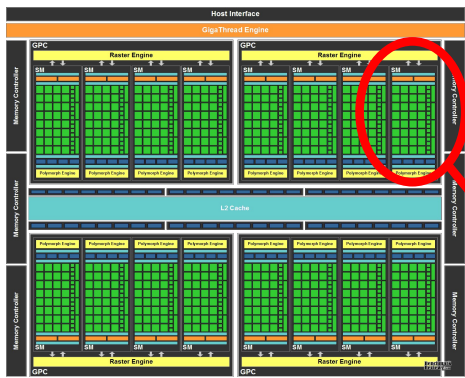 Host Interface
GigaThread Engine
GPC
GPC
Raster Engine
Raster Engine
SM SM SM SM
SM SM SM SM
Memory Controller
Memory Controller
Polymorph Engine Polymorph Engine Polymorph Engine Polymorph Engine
Polymorph Engine Polymorph Engine Polymorph Engine Polymorph Engine
Memory Controller
L2 Cache
Memory Controller
Polymorph Engine Polymorph Engine Polymorph Engine Polymorph Engine
Polymorph Engine Polymorph Engine Polymorph Engine Polymorph Engine
Memory Controller
Memory Controller
SM SM SM SM
SM SM SM SM
Raster Engine
Raster Engine
GPC
GPC